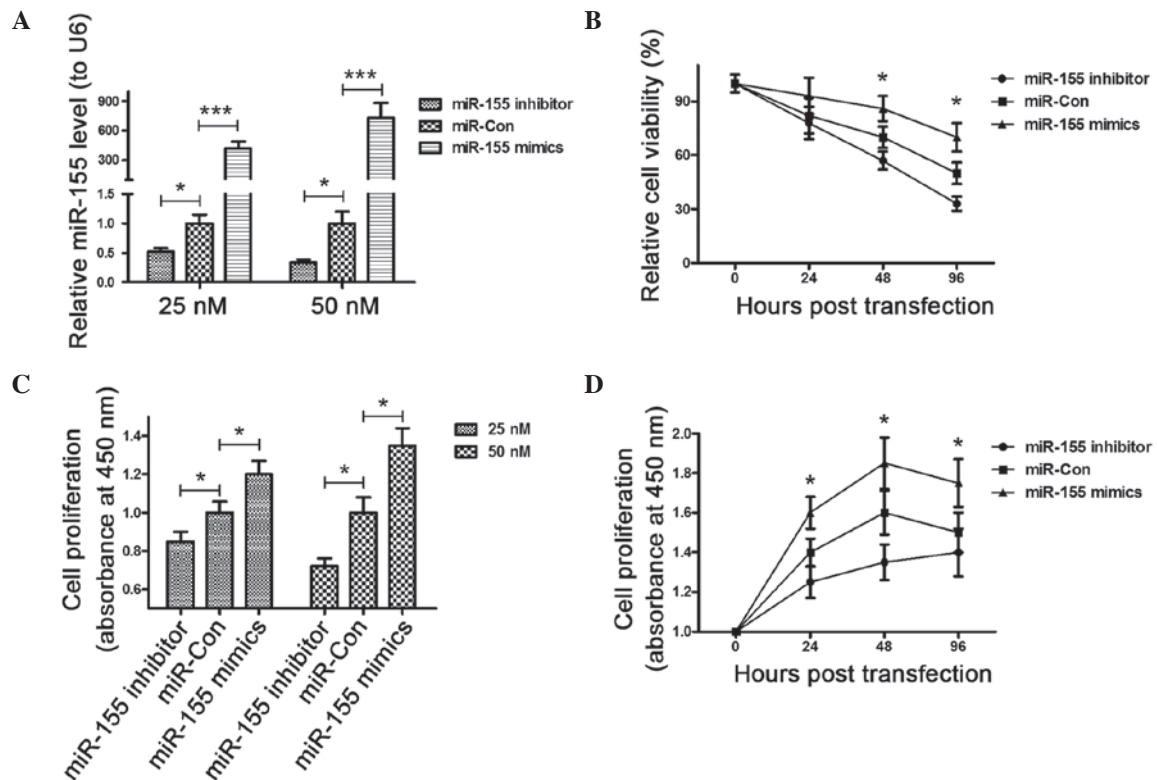 A
Relative miR-155 level (to U6)
900
600
300
1.5
1.0
0.5
0.0
*
***
*
***
25 nM
50 nM
miR-155 inhibitor
miR-Con
miR-155 mimics
B
Relative cell viability (%)
90
60
30
0
*
*
0
24
48
96
Hours post transfection
miR-155 inhibitor
miR-Con
miR-155 mimics
C
Cell proliferation
(absorbance at 450 nm)
1.4
1.2
1.0
0.8
0.6
*
*
*
*
miR-155 inhibitor
miR-Con
miR-155 mimics
miR-155 inhibitor
miR-Con
miR-155 mimics
25 nM
50 nM
D
Cell proliferation
(absorbance at 450 nm)
2.0
1.8
1.6
1.4
1.2
1.0
*
*
*
0
24
48
96
Hours post transfection
miR-155 inhibitor
miR-Con
miR-155 mimics